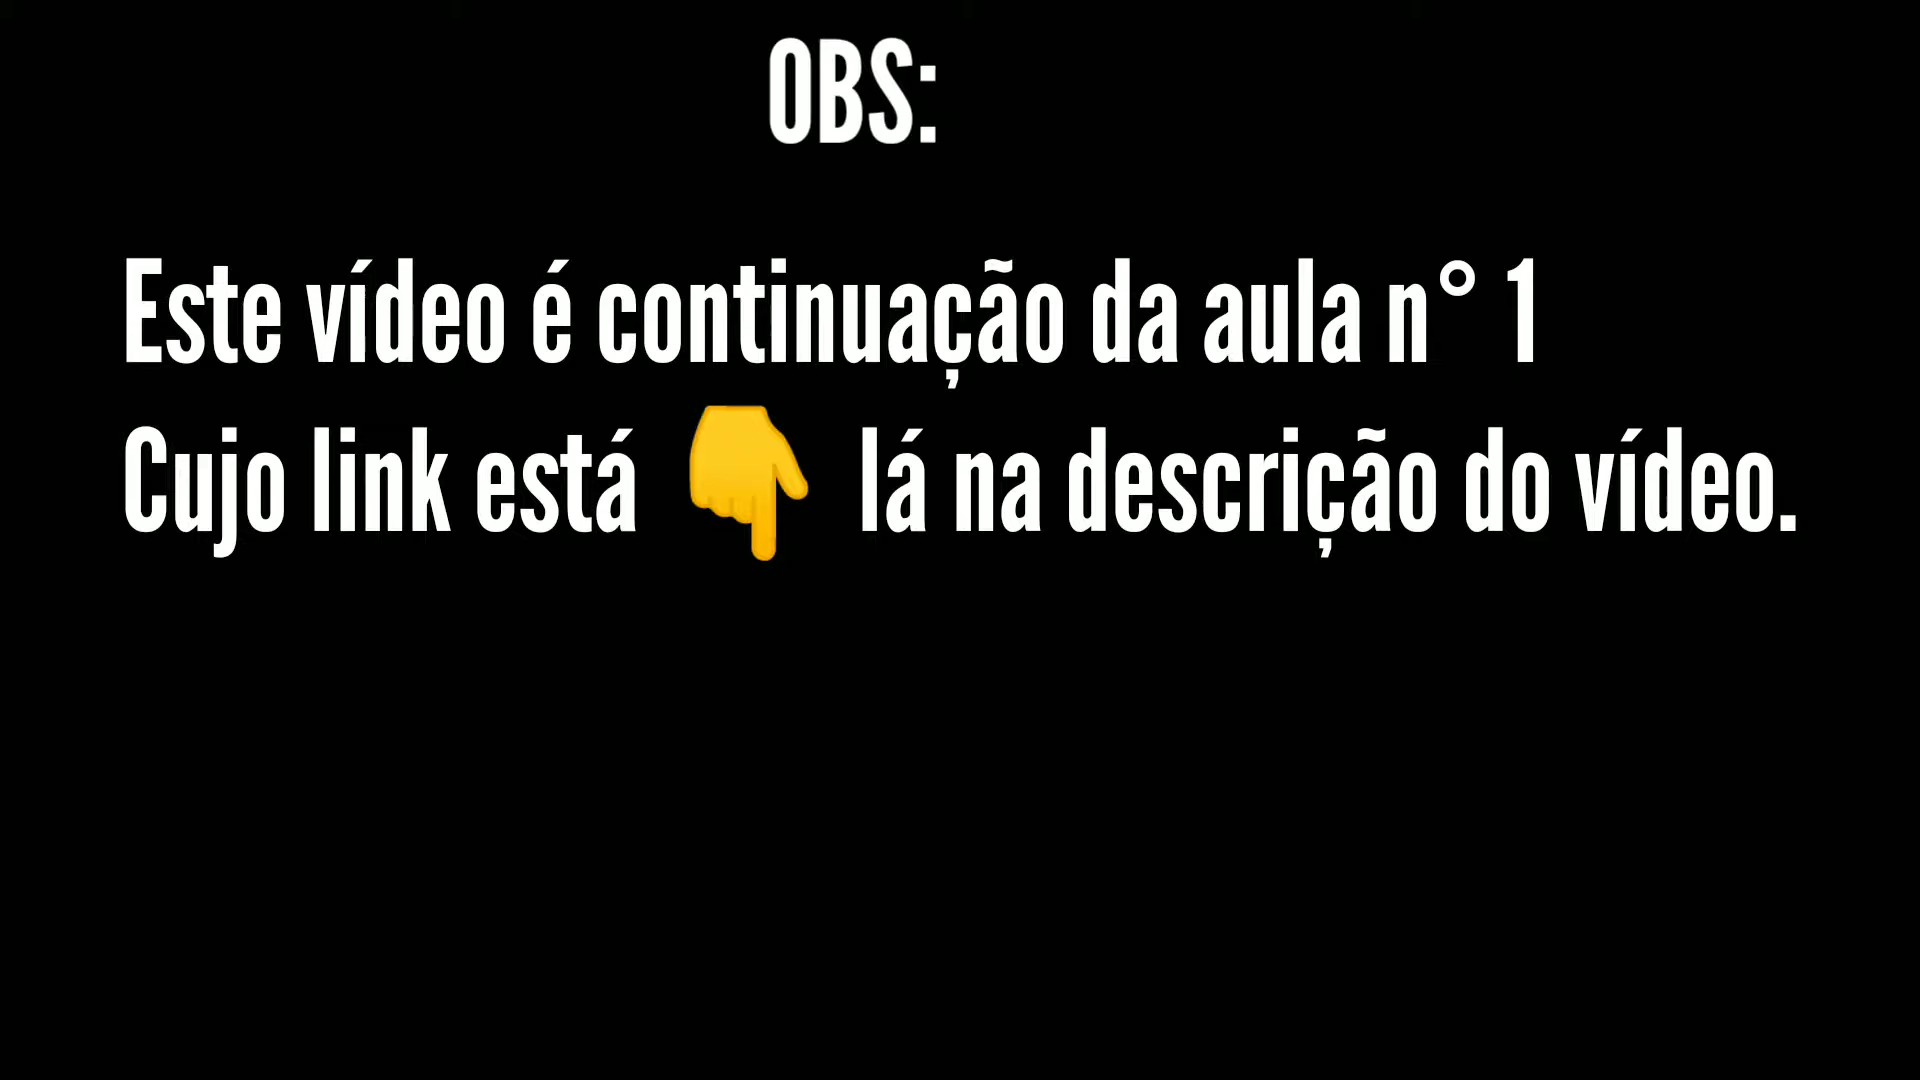 OBS:
Este vídeo é continuação da aula n° 1
Cujo link está 👇 lá na descrição do vídeo.